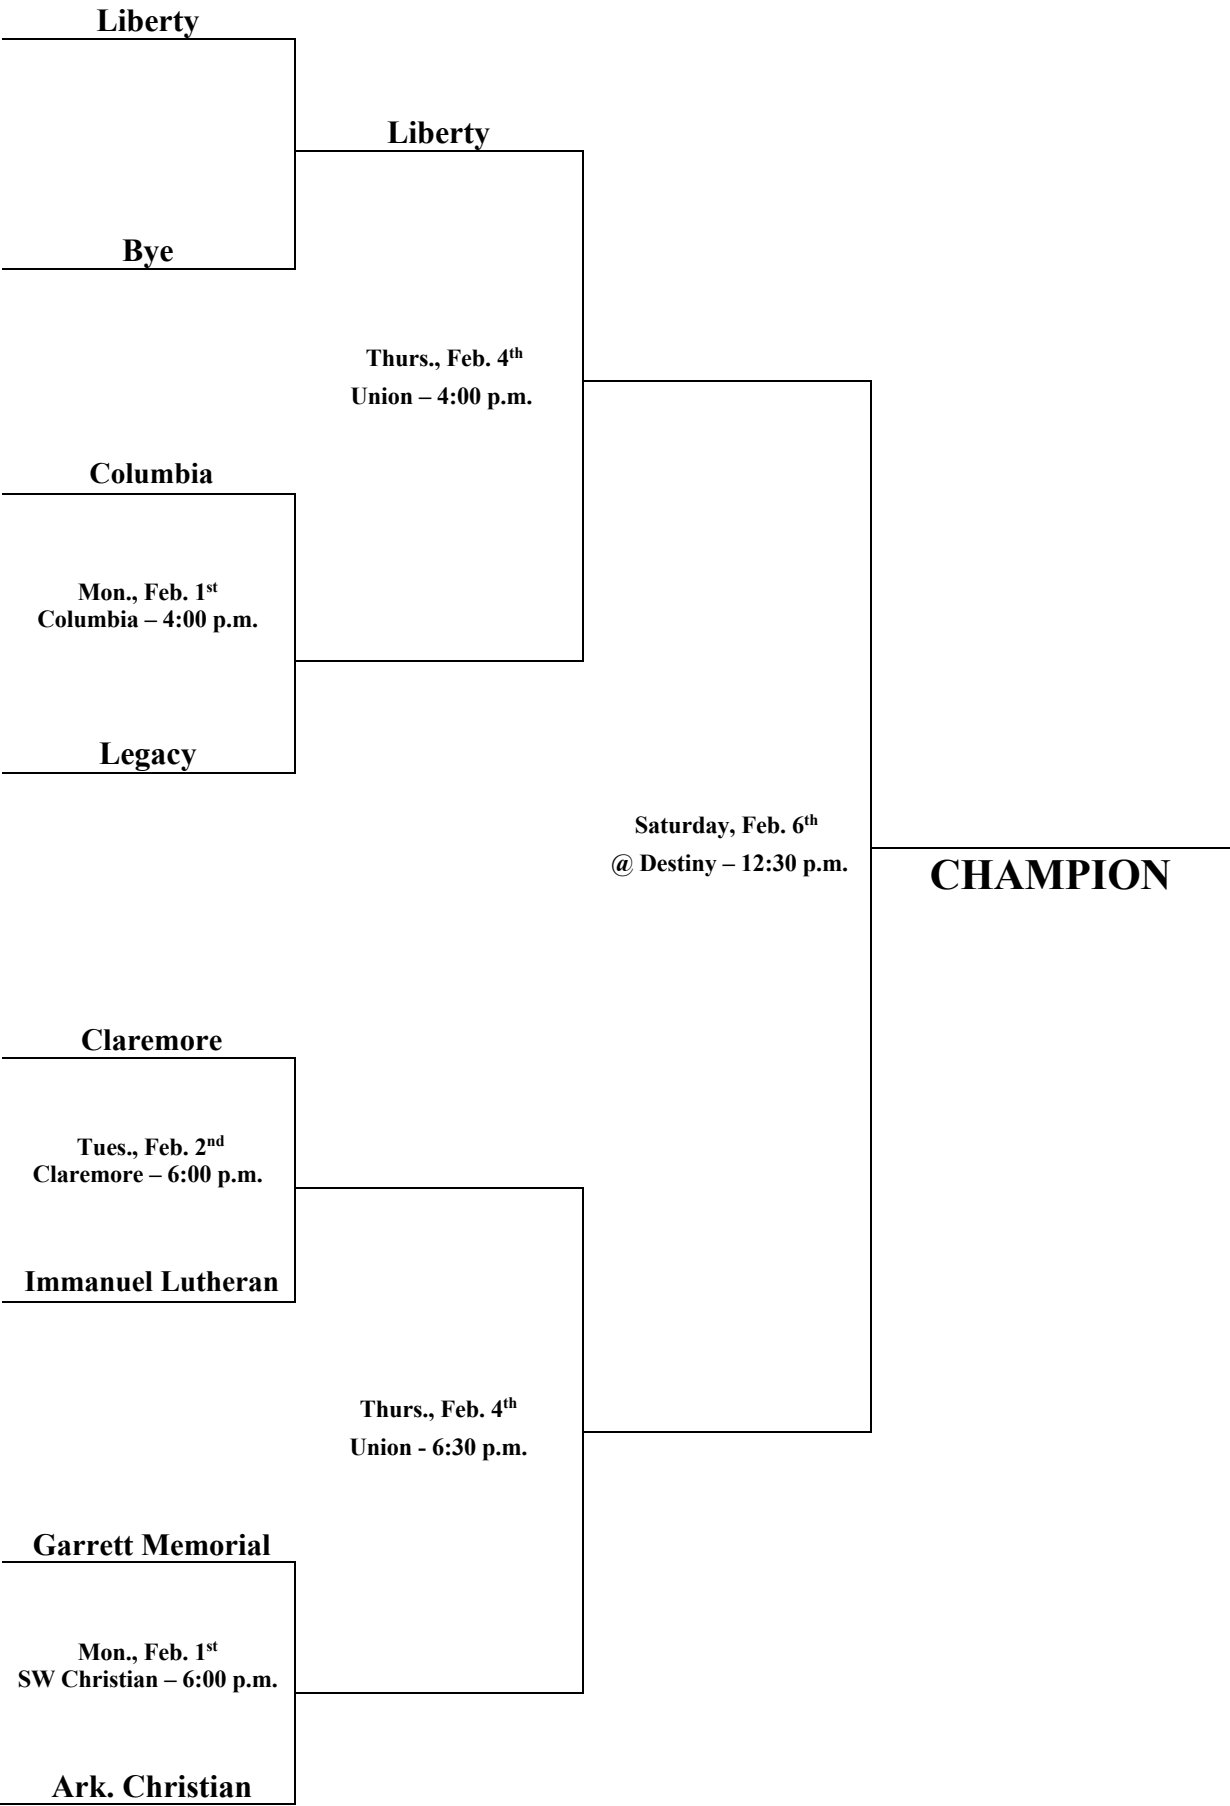 Liberty
Liberty
Bye
Thurs., Feb. 4th
Union – 4:00 p.m.
Columbia
Mon., Feb. 1st
Columbia – 4:00 p.m.
Legacy
Saturday, Feb. 6th
@ Destiny – 12:30 p.m.
CHAMPION
Claremore
Tues., Feb. 2nd
Claremore – 6:00 p.m.
Immanuel Lutheran
Thurs., Feb. 4th
Union - 6:30 p.m.
Garrett Memorial
Mon., Feb. 1st
SW Christian – 6:00 p.m.
Ark. Christian